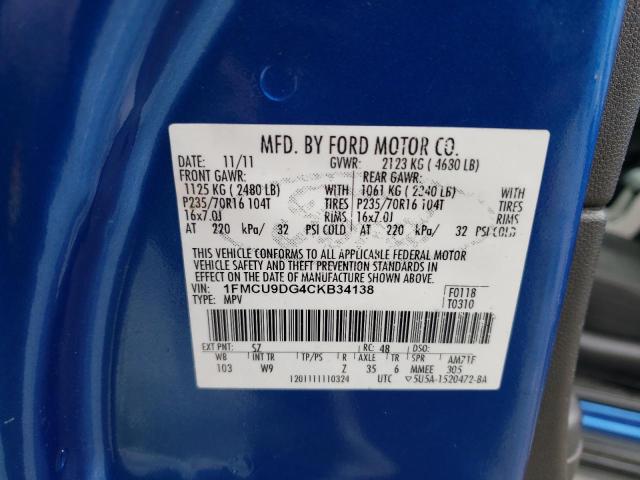 MFD. BY FORD MOTOR CO.
DATE: 11/11 GVWR: 2123 KG ( 4630 LB)
FRONT GAWR: REAR GAWR:
1125 KG ( 2480 LB) WITH 1061 KG ( 2340 LB) WITH
P235/70R16 104T TIRES P235/70R16 104T TIRES
16x7.0J RIMS 16x7.0J RIMS
AT 220 kPa/ 32 PSI COLD AT 220 kPa/ 32 PSI COLD
THIS VEHICLE CONFORMS TO ALL APPLICABLE FEDERAL MOTOR
VEHICLE SAFETY AND THEFT PREVENTION STANDARDS IN
EFFECT ON THE DATE OF MANUFACTURE SHOWN ABOVE.
VIN: 1FMCU9DG4CKB34138 F0118
TYPE: MPV T0310
EXT PNT: SZ RC: 48 DSO:
WB INT TR TP/PS R AXLE TR SPR AM71F
103 W9 Z 35 6 MMEE 305
1201111110324 UTC 5U5A-1520472-BA